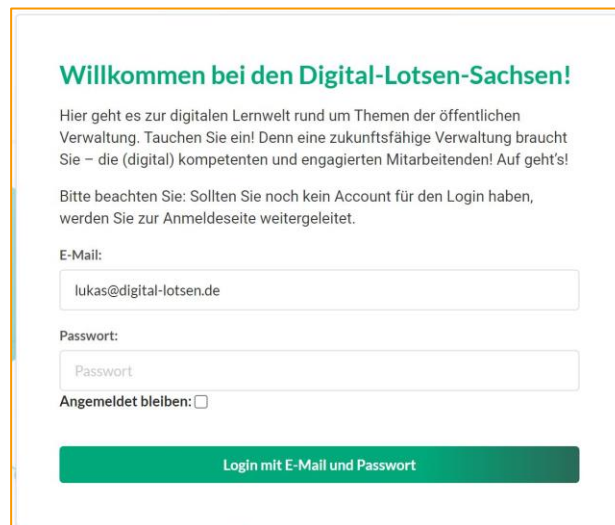 Willkommen bei den Digital-Lotsen-Sachsen!
Hier geht es zur digitalen Lernwelt rund um Themen der öffentlichen
Verwaltung. Tauchen Sie ein! Denn eine zukunftsfähige Verwaltung braucht
Sie – die (digital) kompetenten und engagierten Mitarbeitenden! Auf geht's!
Bitte beachten Sie: Sollten Sie noch kein Account für den Login haben,
werden Sie zur Anmeldeseite weitergeleitet.
E-Mail:
lukas@digital-lotsen.de
Passwort:
Passwort
Angemeldet bleiben:
Login mit E-Mail und Passwort